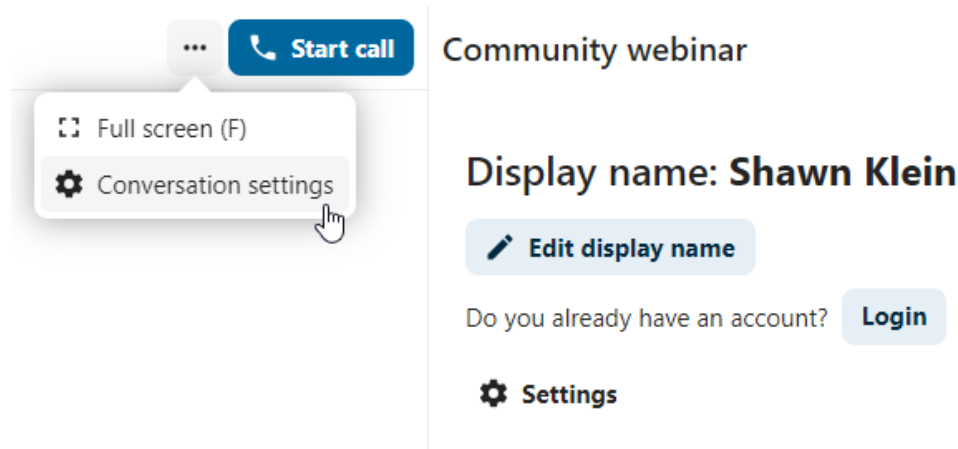 Start call
Full screen (F)
Conversation settings
Community webinar
Display name: Shawn Klein
Edit display name
Do you already have an account? Login
Settings